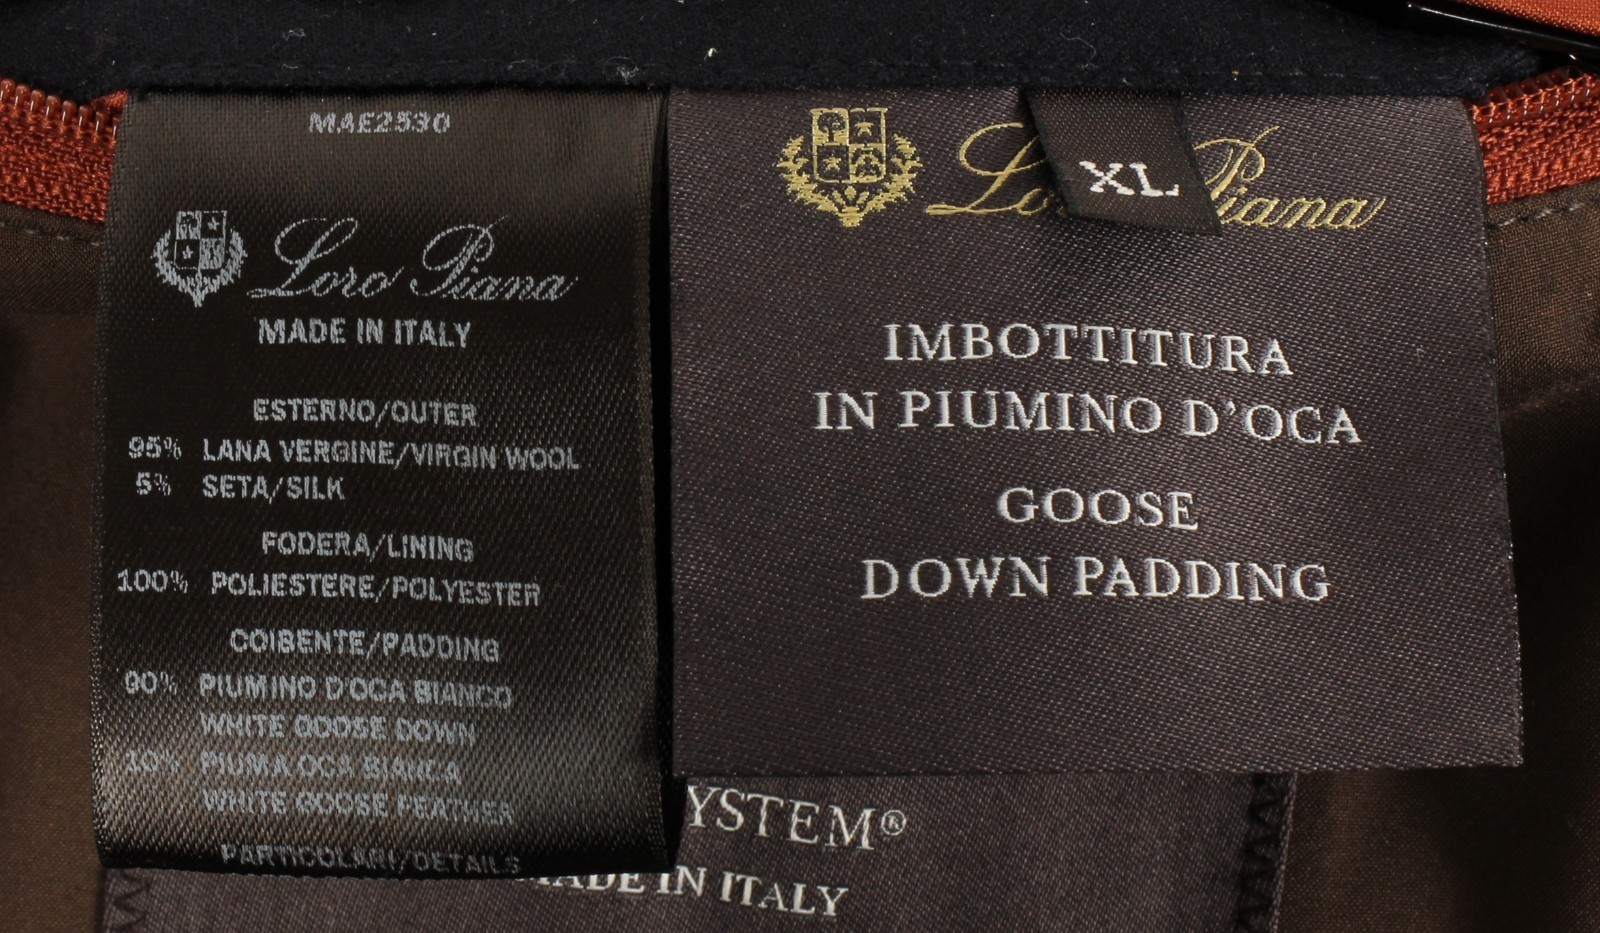 MAE2530
Loro Piana
MADE IN ITALY
ESTERNO/OUTER
95% LANA VERGINE/VIRGIN WOOL
5% SETA/SILK
FODERA/LINING
100% POLIESTERE/POLYESTER
COIBENTE/PADDING
90% PIUMINO D'OCA BIANCO
WHITE GOOSE DOWN
10% PIUMA OCA BIANCA
WHITE GOOSE FEATHER
PARTICOLARI/DETAILS
XL
Lo Piana
IMBOTTITURA
IN PIUMINO D'OCA
GOOSE
DOWN PADDING
YSTEM®
MADE IN ITALY